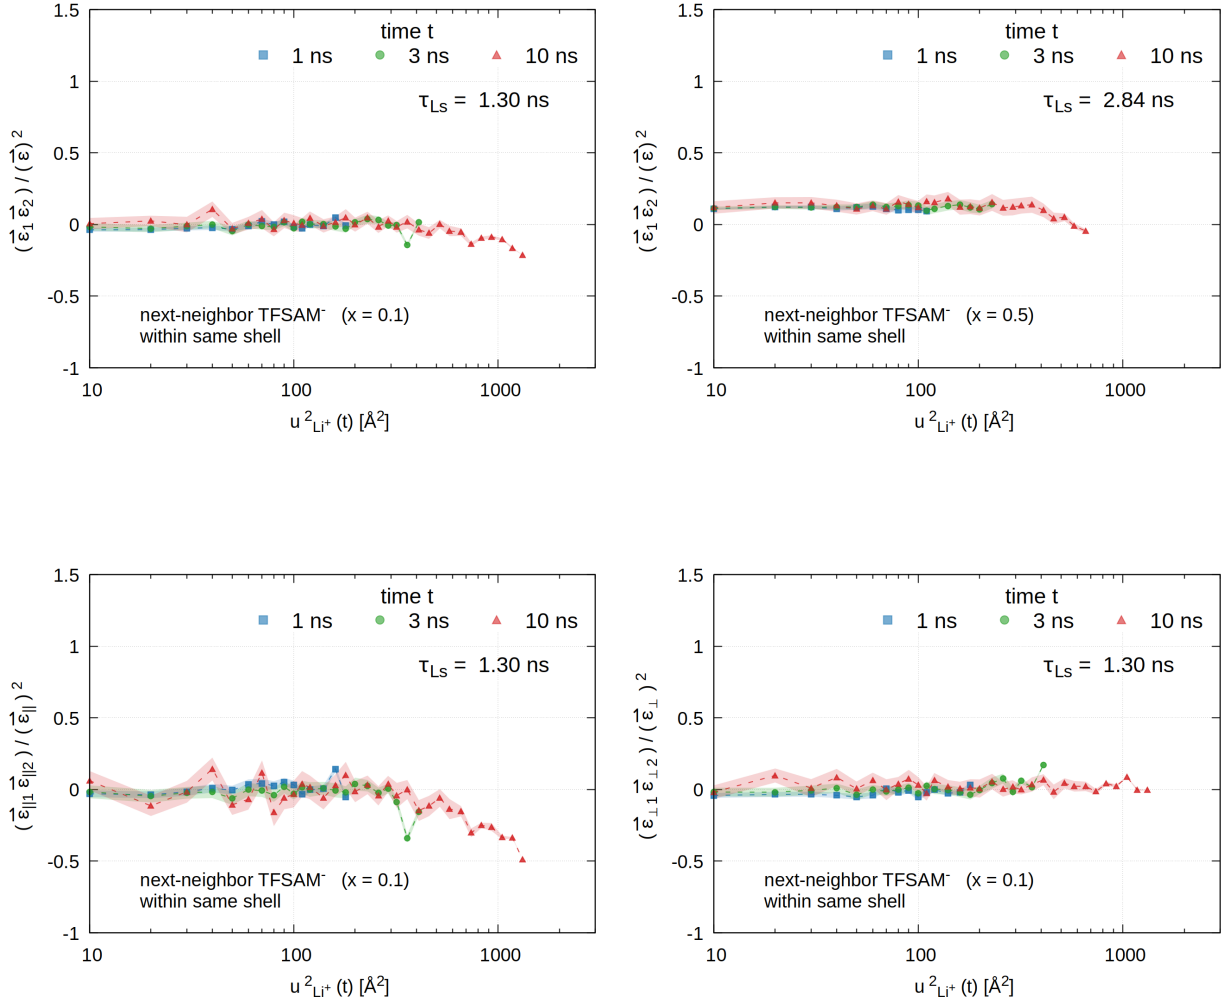 1.5
1
0.5
0
-0.5
-1
10
100
1000
time t
1 ns
3 ns
10 ns
τLs = 1.30 ns
next-neighbor TFSAM⁻ (x = 0.1)
within same shell
(ε⃗1 ε⃗2) / (ε⃗)²
u²Li⁺(t) [Å²]
1.5
1
0.5
0
-0.5
-1
10
100
1000
time t
1 ns
3 ns
10 ns
τLs = 2.84 ns
next-neighbor TFSAM⁻ (x = 0.5)
within same shell
(ε⃗1 ε⃗2) / (ε⃗)²
u²Li⁺(t) [Å²]
1.5
1
0.5
0
-0.5
-1
10
100
1000
time t
1 ns
3 ns
10 ns
τLs = 1.30 ns
next-neighbor TFSAM⁻ (x = 0.1)
within same shell
(ε⃗||1 ε⃗||2) / (ε⃗||)²
u²Li⁺(t) [Å²]
1.5
1
0.5
0
-0.5
-1
10
100
1000
time t
1 ns
3 ns
10 ns
τLs = 1.30 ns
next-neighbor TFSAM⁻ (x = 0.1)
within same shell
(ε⃗⊥1 ε⃗⊥2) / (ε⃗⊥)²
u²Li⁺(t) [Å²]